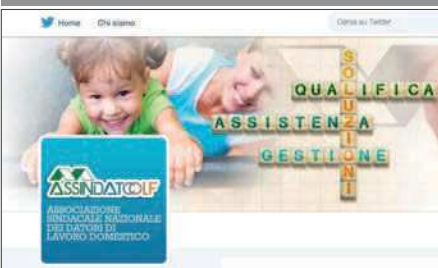 Home Chi siamo Cerca su Twitter
SOLUZIONI
QUALIFICA
ASSISTENZA
GESTIONE
ASSINDATCOLF
ASSOCIAZIONE
SINDACALE NAZIONALE
DEI DATORI DI
LAVORO DOMESTICO